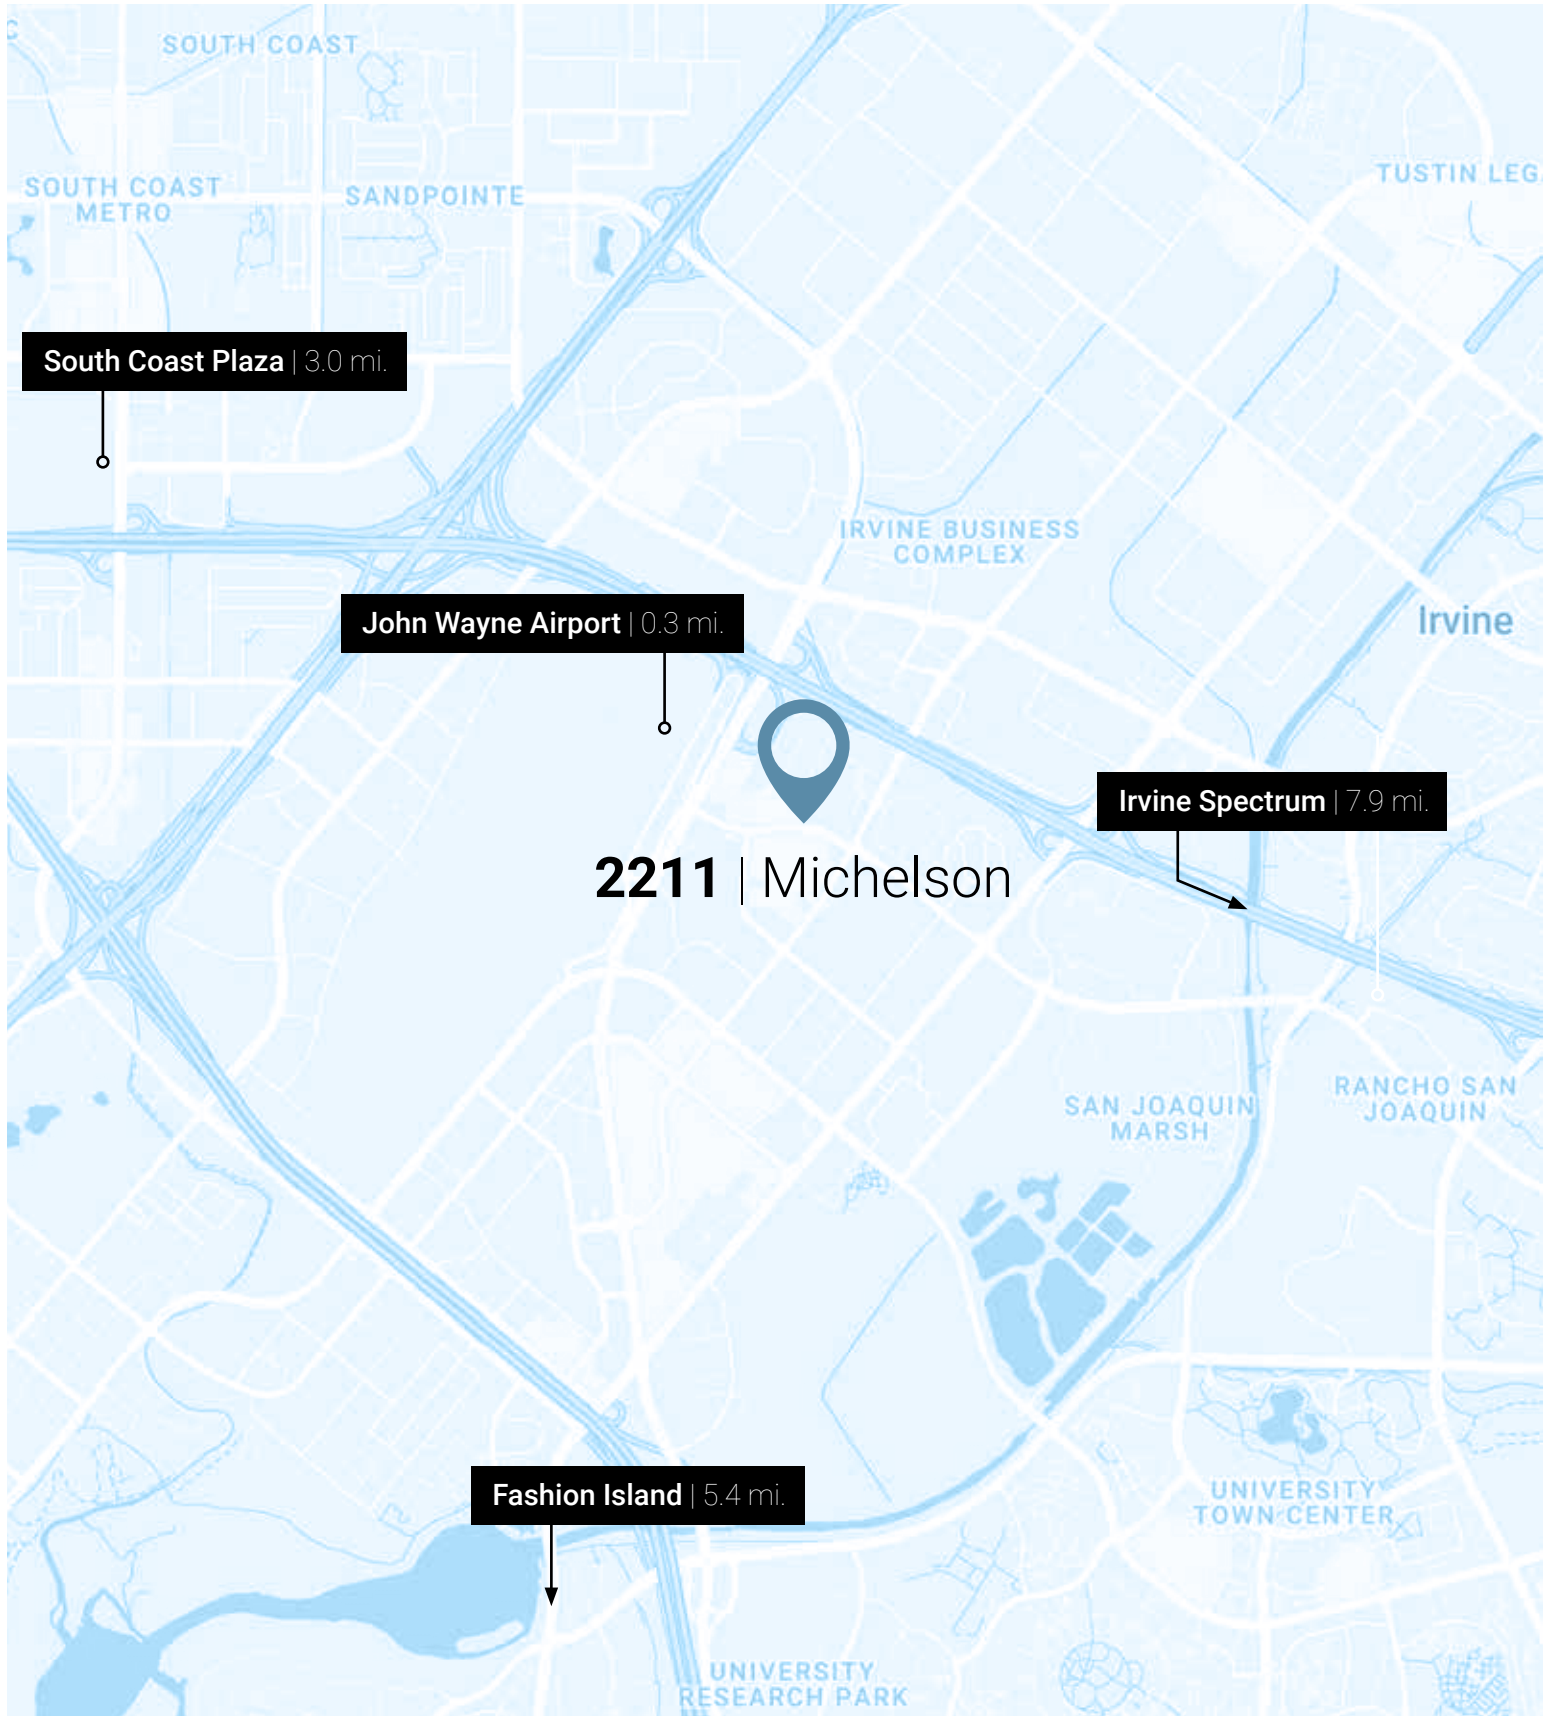 SOUTH COAST
SOUTH COAST
METRO
SANDPOINTE
TUSTIN LEG
South Coast Plaza | 3.0 mi.
IRVINE BUSINESS
COMPLEX
John Wayne Airport | 0.3 mi.
Irvine
Irvine Spectrum | 7.9 mi.
2211 | Michelson
SAN JOAQUIN
MARSH
RANCHO SAN
JOAQUIN
Fashion Island | 5.4 mi.
UNIVERSITY
TOWN CENTER
UNIVERSITY
RESEARCH PARK